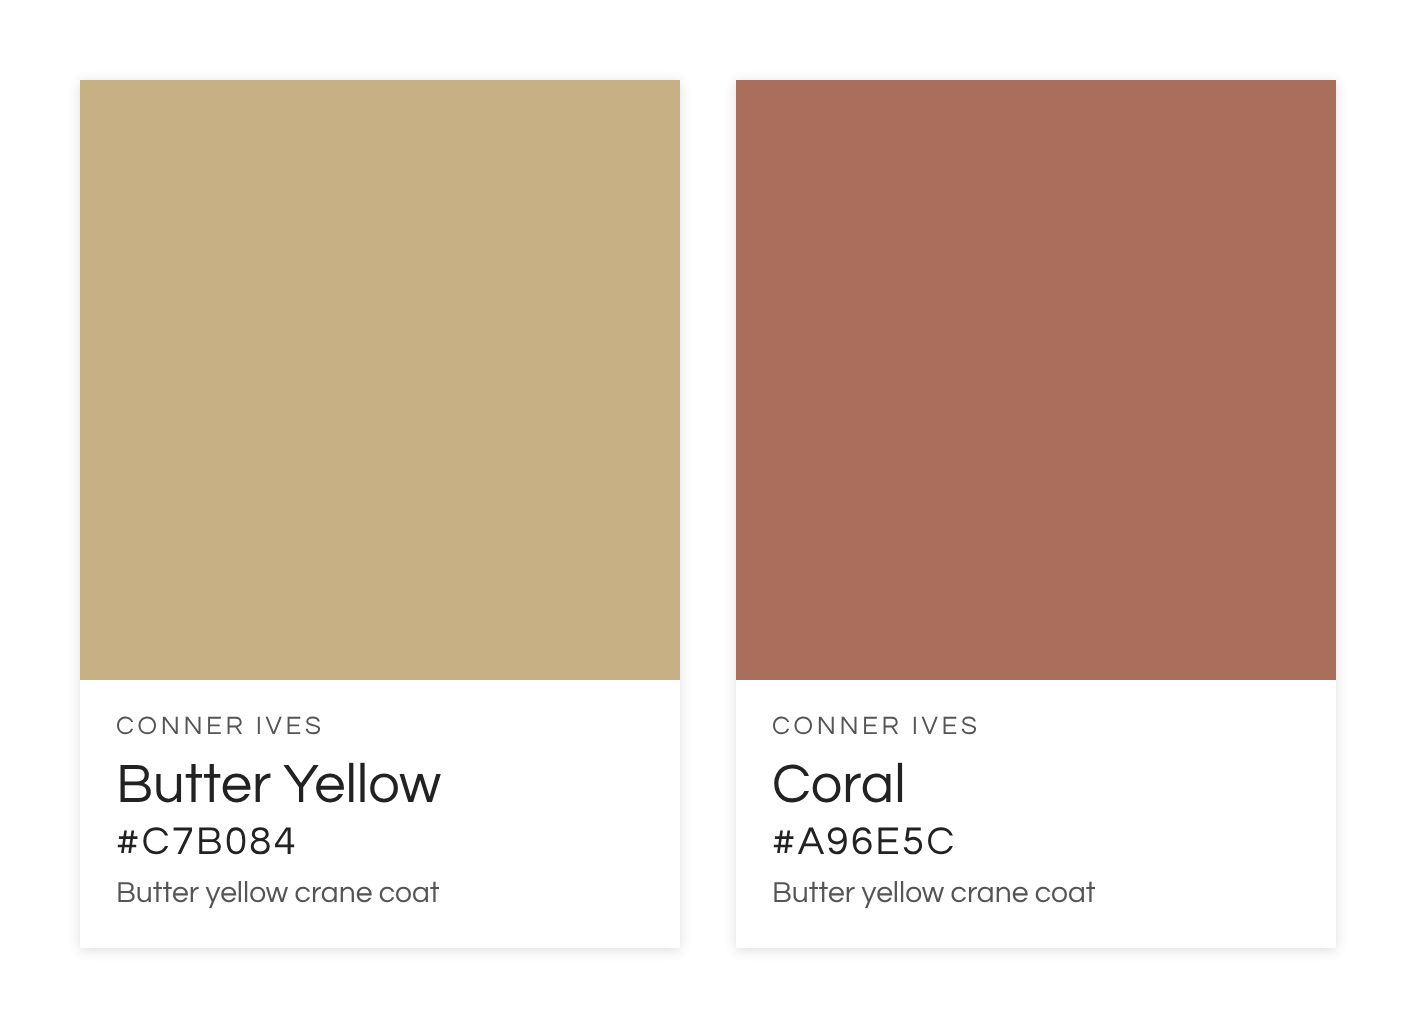 CONNER IVES
Butter Yellow
#C7B084
Butter yellow crane coat
CONNER IVES
Coral
#A96E5C
Butter yellow crane coat